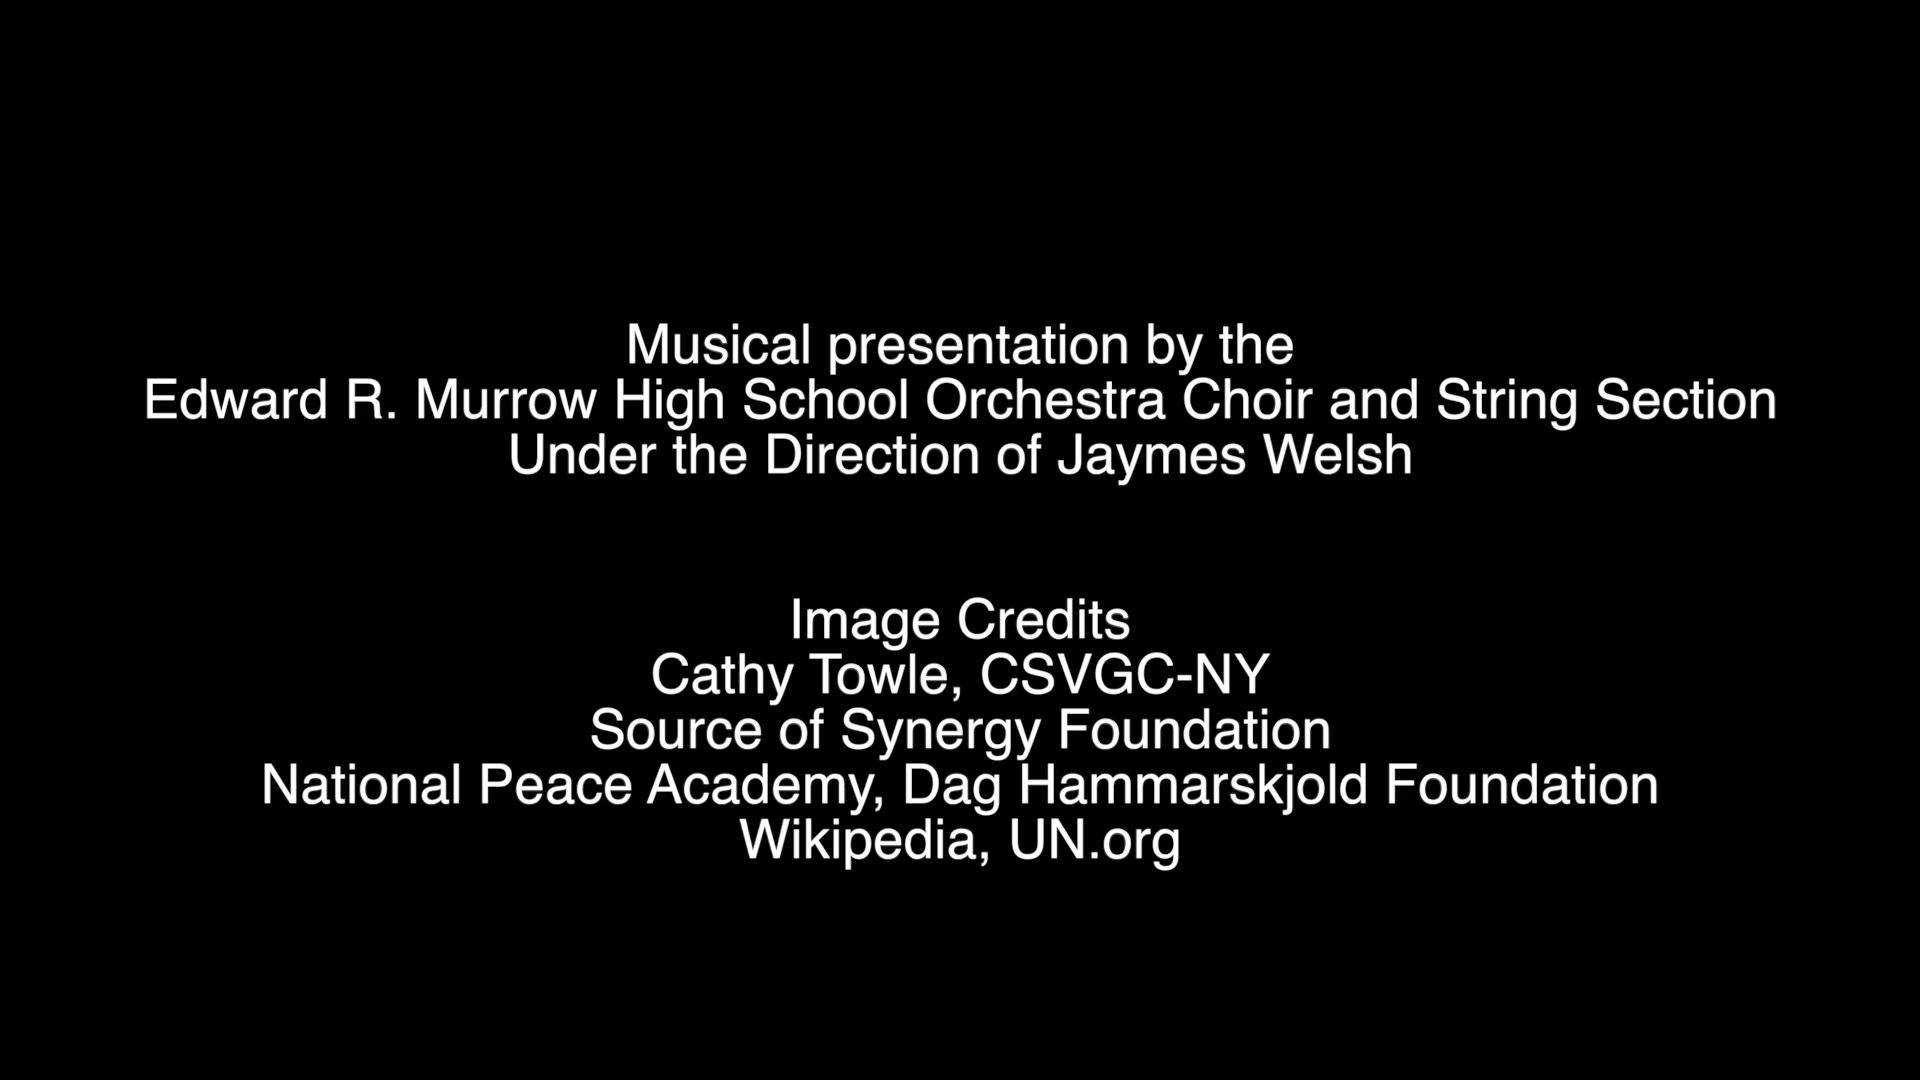 Musical presentation by the
Edward R. Murrow High School Orchestra Choir and String Section
Under the Direction of Jaymes Welsh
Image Credits
Cathy Towle, CSVGC-NY
Source of Synergy Foundation
National Peace Academy, Dag Hammarskjold Foundation
Wikipedia, UN.org